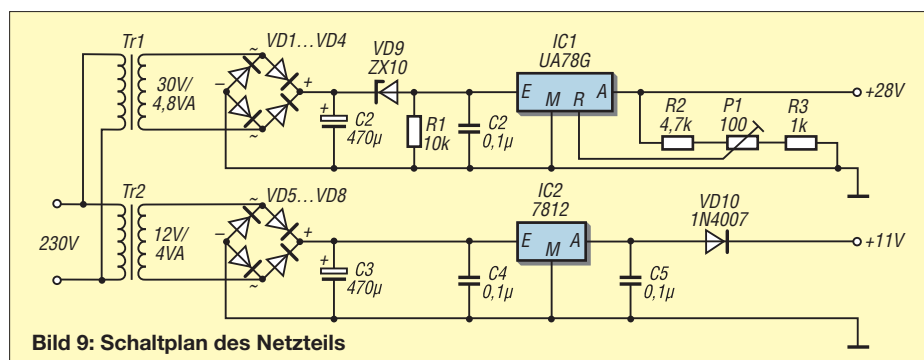 Tr1
30V/
4,8VA
VD1...VD4
~
–
+
~
+
C2
470µ
VD9
ZX10
R1
10k
C2
0,1µ
IC1
UA78G
E
M
R
A
R2
4,7k
P1
100
R3
1k
+28V
230V
Tr2
12V/
4VA
VD5...VD8
~
–
+
~
+
C3
470µ
C4
0,1µ
IC2
7812
E
M
A
C5
0,1µ
VD10
1N4007
+11V
Bild 9: Schaltplan des Netzteils